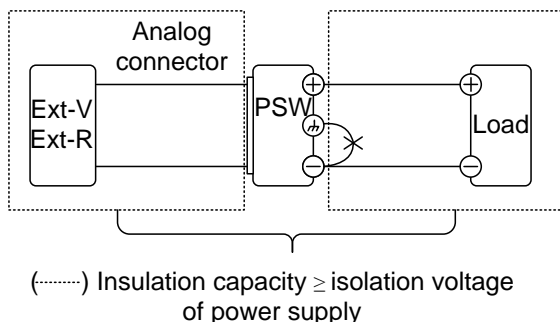 Analog
connector
Ext-V
Ext-R
PSW
Load
(--------) Insulation capacity ≥ isolation voltage
of power supply